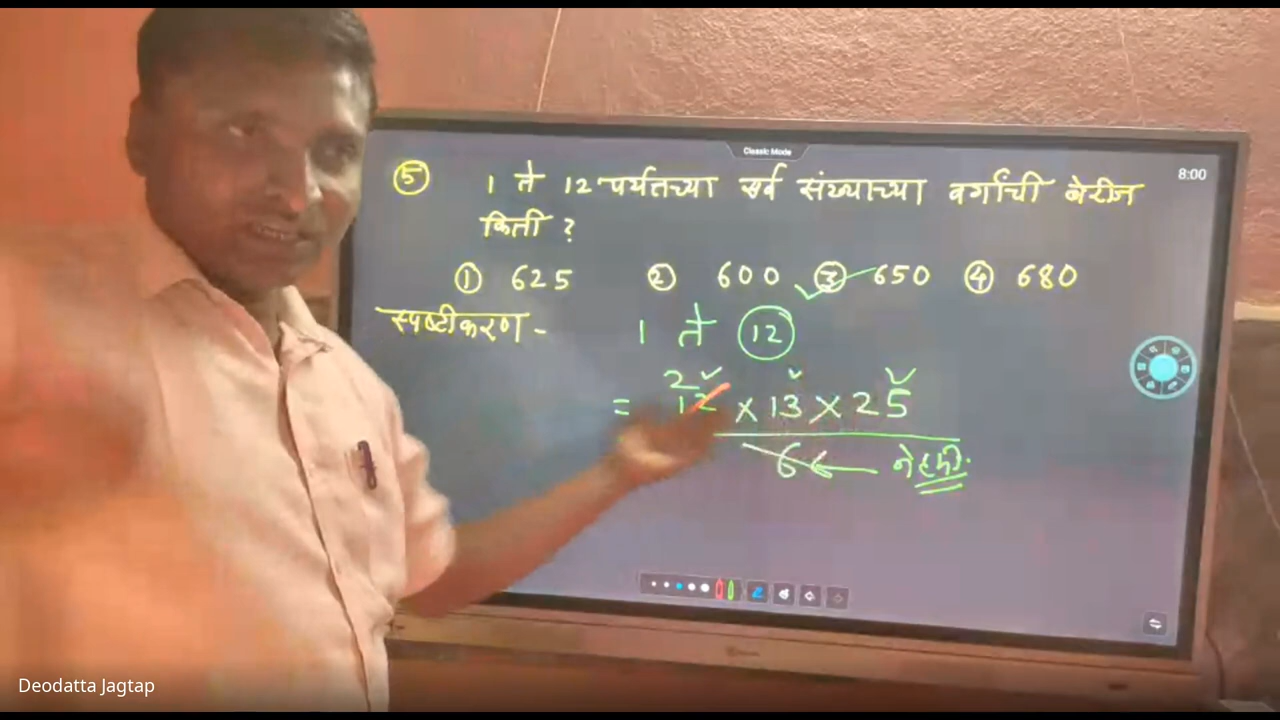 Classic Mode
8:00
⑤ 1 ते 12 पर्यंतच्या सर्व संख्याच्या वर्गाची बेरीज
किती ?
① 625 ② 600 ③ 650 ④ 680
स्पष्टीकरण -
1 ते 12
2
= 12 × 13 × 25
6 ← नेहमी.
Deodatta Jagtap